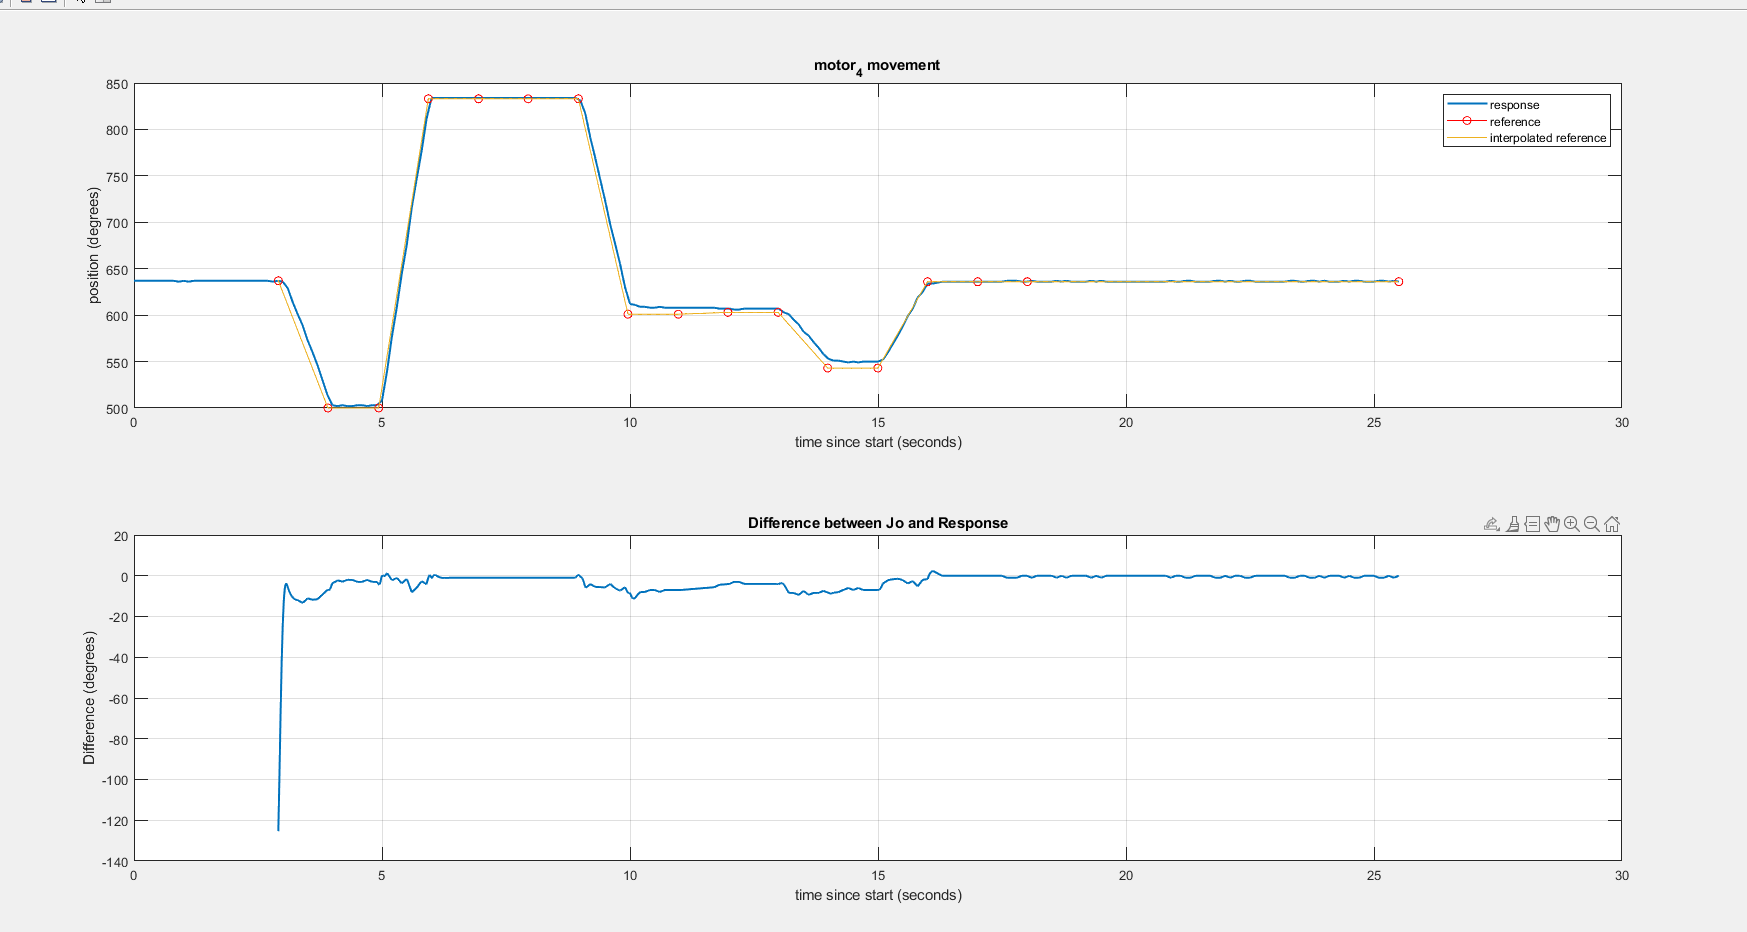 motor4 movement
850
800
750
700
650
600
550
500
position (degrees)
response
reference
interpolated reference
0 5 10 15 20 25 30
time since start (seconds)
Difference between Jo and Response
20
0
-20
-40
-60
-80
-100
-120
-140
Difference (degrees)
0 5 10 15 20 25 30
time since start (seconds)